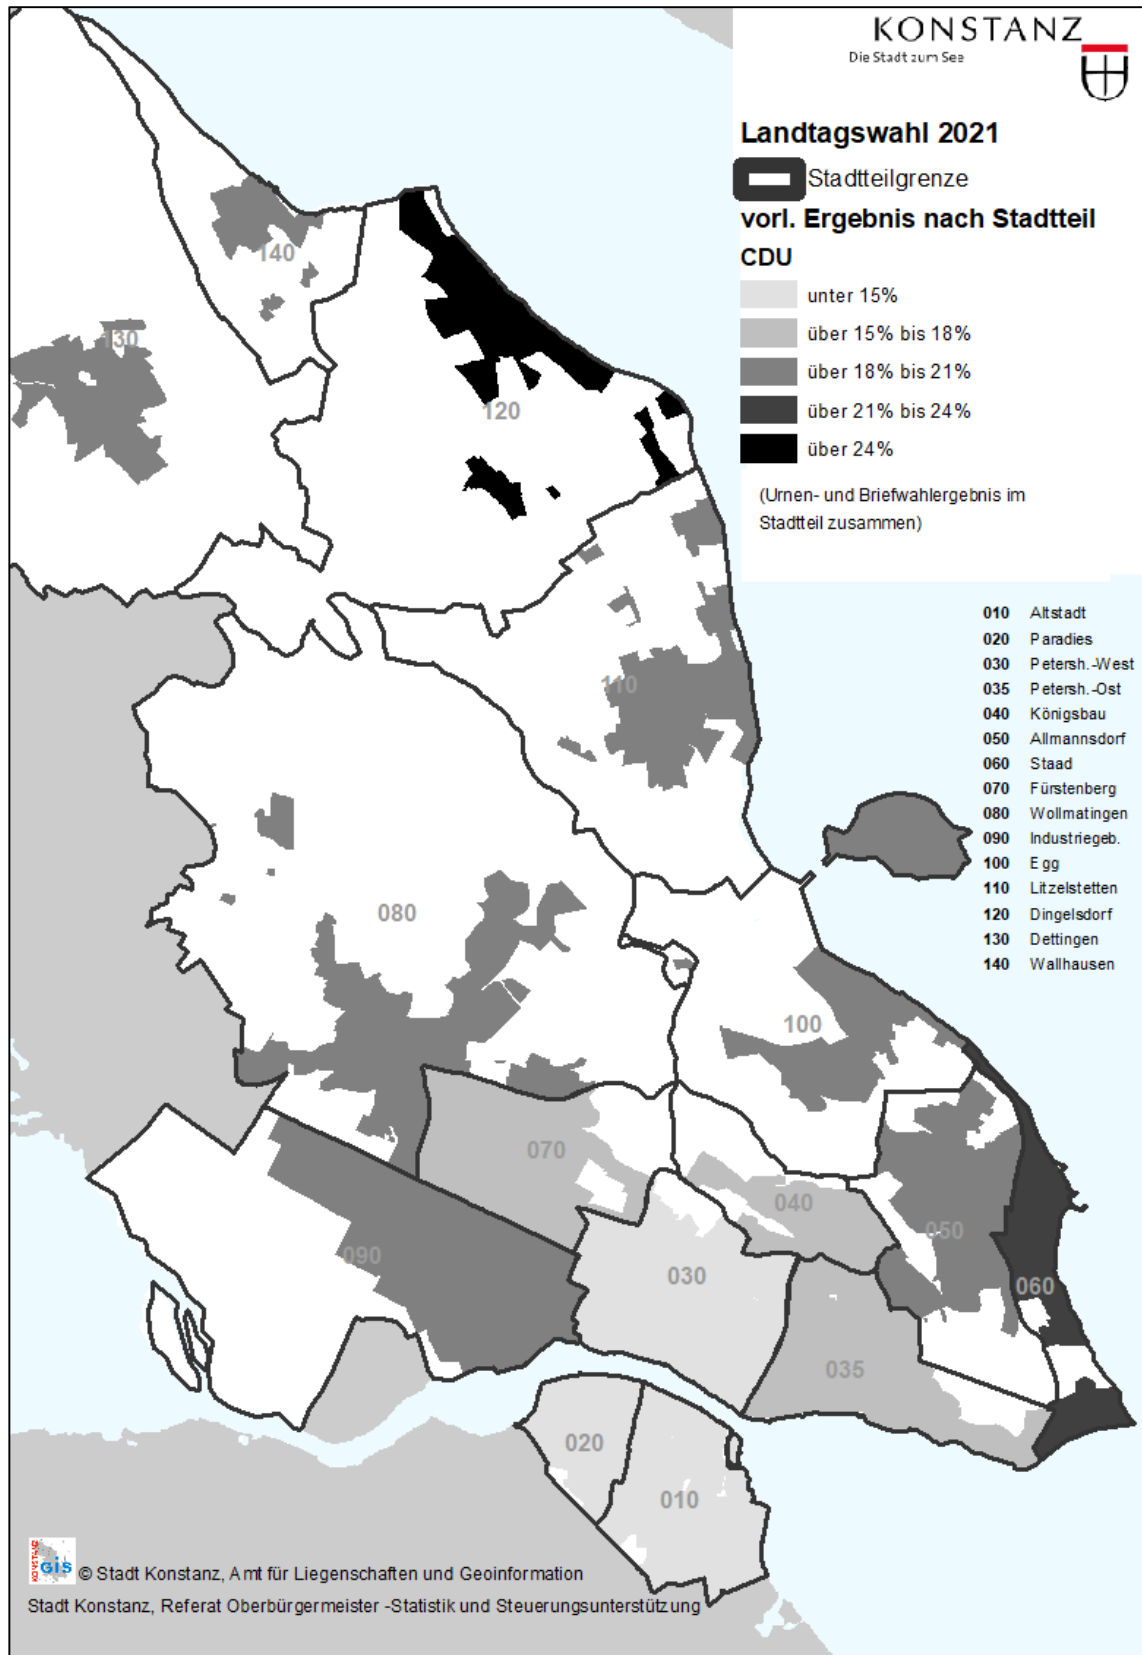 KONSTANZ
Die Stadt zum See
Landtagswahl 2021
Stadtteilgrenze
vorl. Ergebnis nach Stadtteil
CDU
unter 15%
über 15% bis 18%
über 18% bis 21%
über 21% bis 24%
über 24%
(Urnen- und Briefwahlergebnis im
Stadtteil zusammen)
010 Altstadt
020 Paradies
030 Petersh.-West
035 Petersh.-Ost
040 Königsbau
050 Allmannsdorf
060 Staad
070 Fürstenberg
080 Wollmatingen
090 Industriegeb.
100 Egg
110 Litzelstetten
120 Dingelsdorf
130 Dettingen
140 Wallhausen
140
130
120
110
080
100
070
040
050
090
030
060
035
020
010
KONSTANZ
GIS
© Stadt Konstanz, Amt für Liegenschaften und Geoinformation
Stadt Konstanz, Referat Oberbürgermeister -Statistik und Steuerungsunterstützung